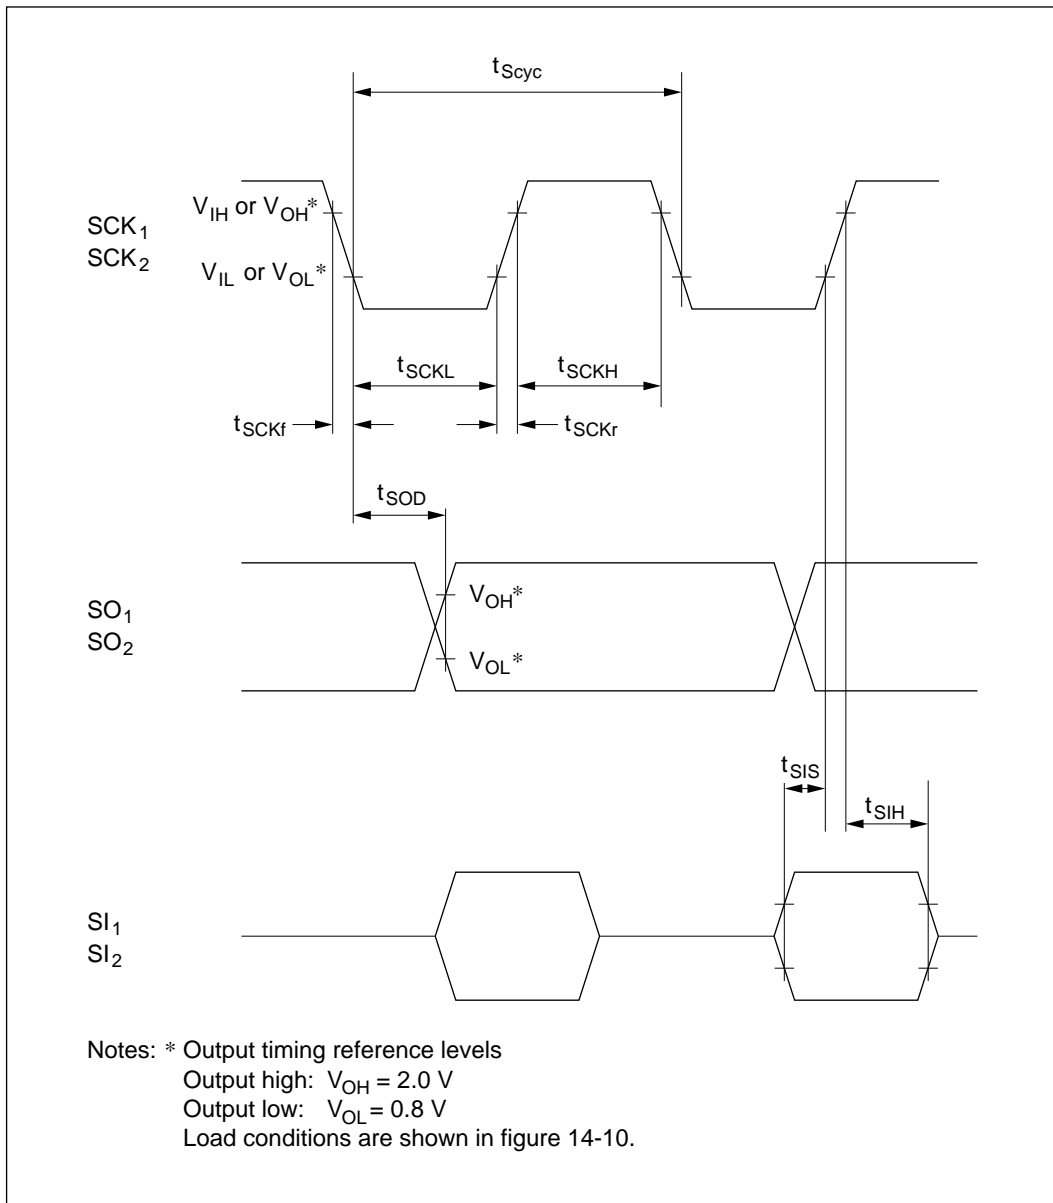 tScyc
VIH or VOH*
SCK1
SCK2
VIL or VOL*
tSCKL
tSCKH
tSCKf
tSCKr
tSOD
VOH*
SO1
SO2
VOL*
tSIS
tSIH
SI1
SI2
Notes: * Output timing reference levels
Output high: VOH = 2.0 V
Output low: VOL = 0.8 V
Load conditions are shown in figure 14-10.